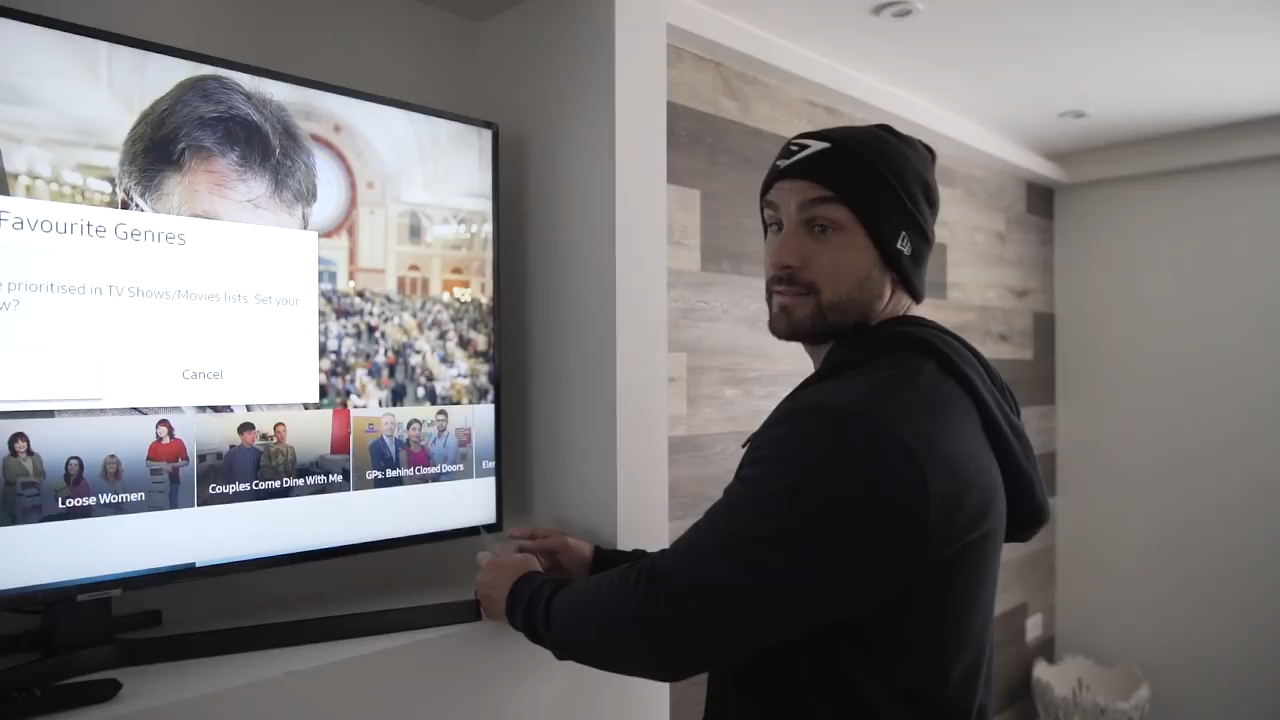 Favourite Genres
prioritised in TV Shows/Movies lists. Set your
Cancel
Loose Women
Couples Come Dine With Me
GPs: Behind Closed Doors